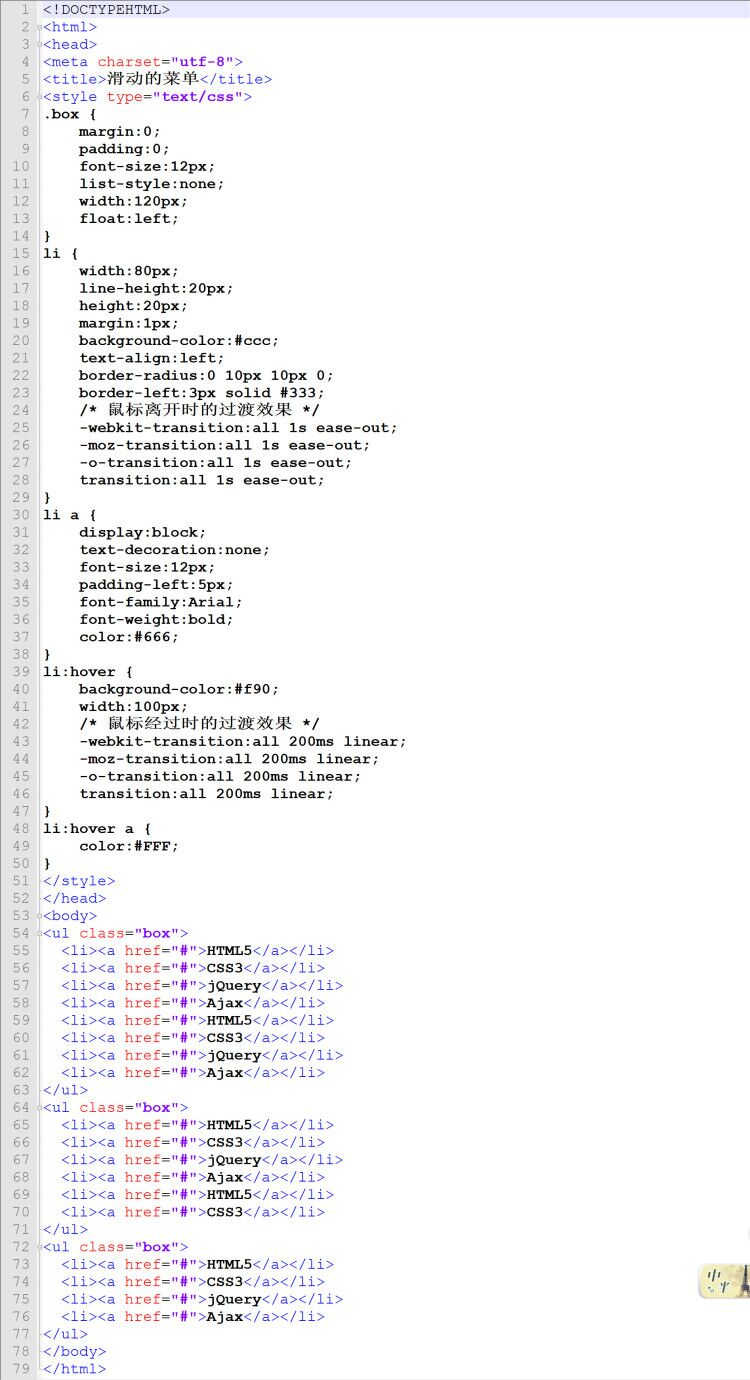 1 <!DOCTYPEHTML>
2 <html>
3 <head>
4 <meta charset="utf-8">
5 <title>滑动的菜单</title>
6 <style type="text/css">
7 .box {
8     margin:0;
9     padding:0;
10     font-size:12px;
11     list-style:none;
12     width:120px;
13     float:left;
14 }
15 li {
16     width:80px;
17     line-height:20px;
18     height:20px;
19     margin:1px;
20     background-color:#ccc;
21     text-align:left;
22     border-radius:0 10px 10px 0;
23     border-left:3px solid #333;
24     /* 鼠标离开时的过渡效果 */
25     -webkit-transition:all 1s ease-out;
26     -moz-transition:all 1s ease-out;
27     -o-transition:all 1s ease-out;
28     transition:all 1s ease-out;
29 }
30 li a {
31     display:block;
32     text-decoration:none;
33     font-size:12px;
34     padding-left:5px;
35     font-family:Arial;
36     font-weight:bold;
37     color:#666;
38 }
39 li:hover {
40     background-color:#f90;
41     width:100px;
42     /* 鼠标经过时的过渡效果 */
43     -webkit-transition:all 200ms linear;
44     -moz-transition:all 200ms linear;
45     -o-transition:all 200ms linear;
46     transition:all 200ms linear;
47 }
48 li:hover a {
49     color:#FFF;
50 }
51 </style>
52 </head>
53 <body>
54 <ul class="box">
55   <li><a href="#">HTML5</a></li>
56   <li><a href="#">CSS3</a></li>
57   <li><a href="#">jQuery</a></li>
58   <li><a href="#">Ajax</a></li>
59   <li><a href="#">HTML5</a></li>
60   <li><a href="#">CSS3</a></li>
61   <li><a href="#">jQuery</a></li>
62   <li><a href="#">Ajax</a></li>
63 </ul>
64 <ul class="box">
65   <li><a href="#">HTML5</a></li>
66   <li><a href="#">CSS3</a></li>
67   <li><a href="#">jQuery</a></li>
68   <li><a href="#">Ajax</a></li>
69   <li><a href="#">HTML5</a></li>
70   <li><a href="#">CSS3</a></li>
71 </ul>
72 <ul class="box">
73   <li><a href="#">HTML5</a></li>
74   <li><a href="#">CSS3</a></li>
75   <li><a href="#">jQuery</a></li>
76   <li><a href="#">Ajax</a></li>
77 </ul>
78 </body>
79 </html>
中